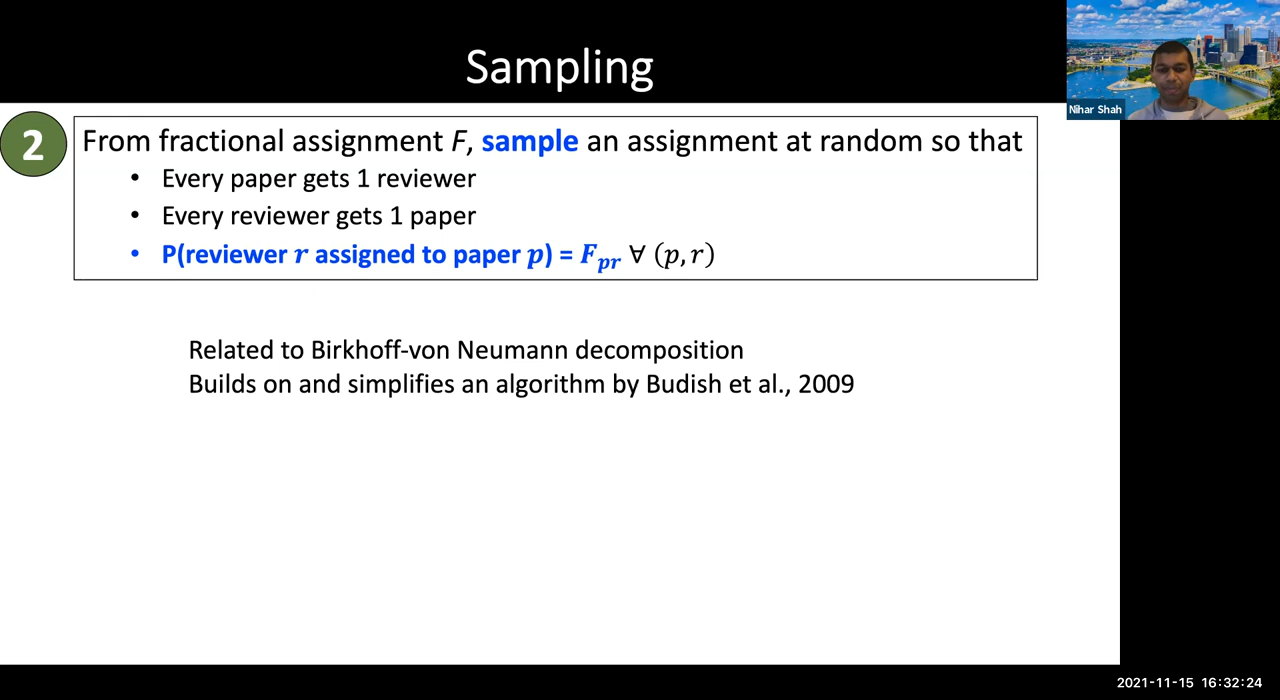 Sampling
Nihar Shah
2
From fractional assignment F, sample an assignment at random so that
• Every paper gets 1 reviewer
• Every reviewer gets 1 paper
• P(reviewer r assigned to paper p) = Fpr ∀ (p, r)
Related to Birkhoff-von Neumann decomposition
Builds on and simplifies an algorithm by Budish et al., 2009
2021-11-15 16:32:24